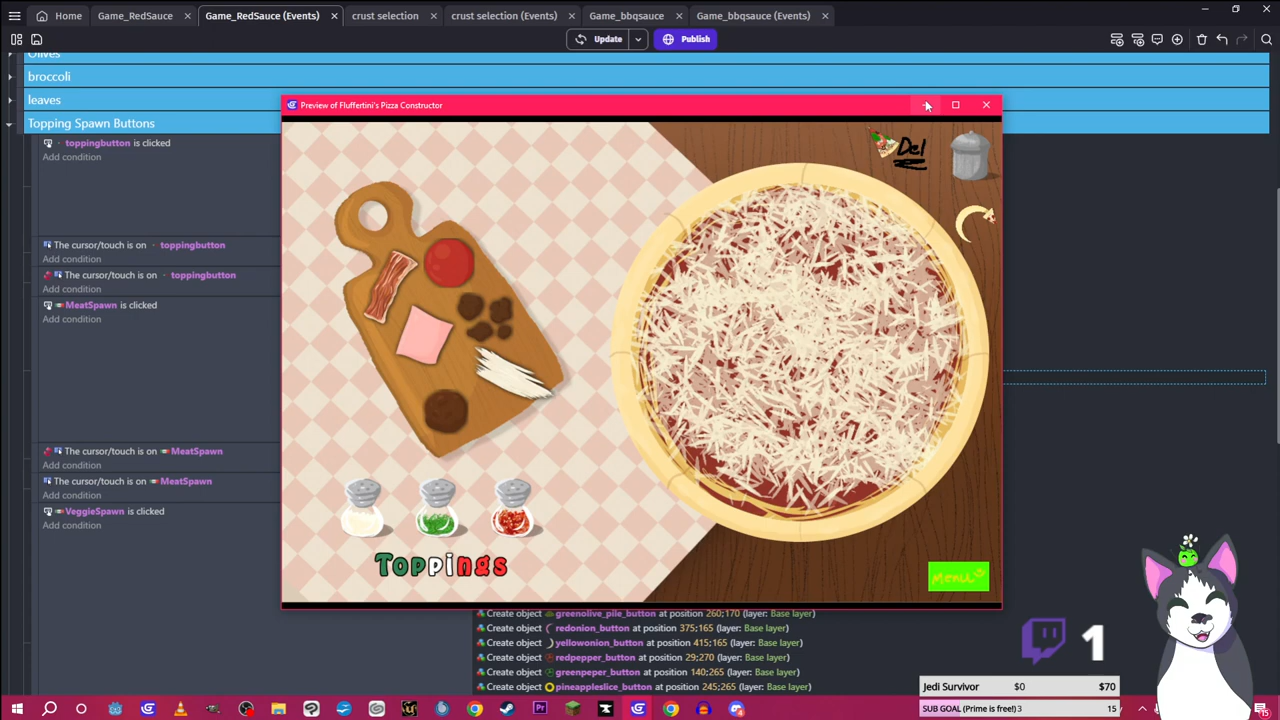 Home
Game_RedSauce
Game_RedSauce (Events)
crust selection
crust selection (Events)
Game_bbqsauce
Game_bbqsauce (Events)
Update
Publish
Olives
broccoli
leaves
Preview of Fluffertini's Pizza Constructor
Topping Spawn Buttons
toppingbutton is clicked
Add condition
Del
The cursor/touch is on toppingbutton
Add condition
The cursor/touch is on toppingbutton
Add condition
MeatSpawn is clicked
Add condition
The cursor/touch is on MeatSpawn
Add condition
The cursor/touch is on MeatSpawn
Add condition
VeggieSpawn is clicked
Add condition
Toppings
Menu
Create object greenolive_pile_button at position 260;170 (layer: Base layer)
Create object redonion_button at position 375;165 (layer: Base layer)
Create object yellowonion_button at position 415;165 (layer: Base layer)
Create object redpepper_button at position 29;270 (layer: Base layer)
Create object greenpeper_button at position 140;265 (layer: Base layer)
Create object pineappleslice_button at position 245;265 (layer: Base layer)
1
Jedi Survivor $0 $70
SUB GOAL (Prime is free!) 3 15